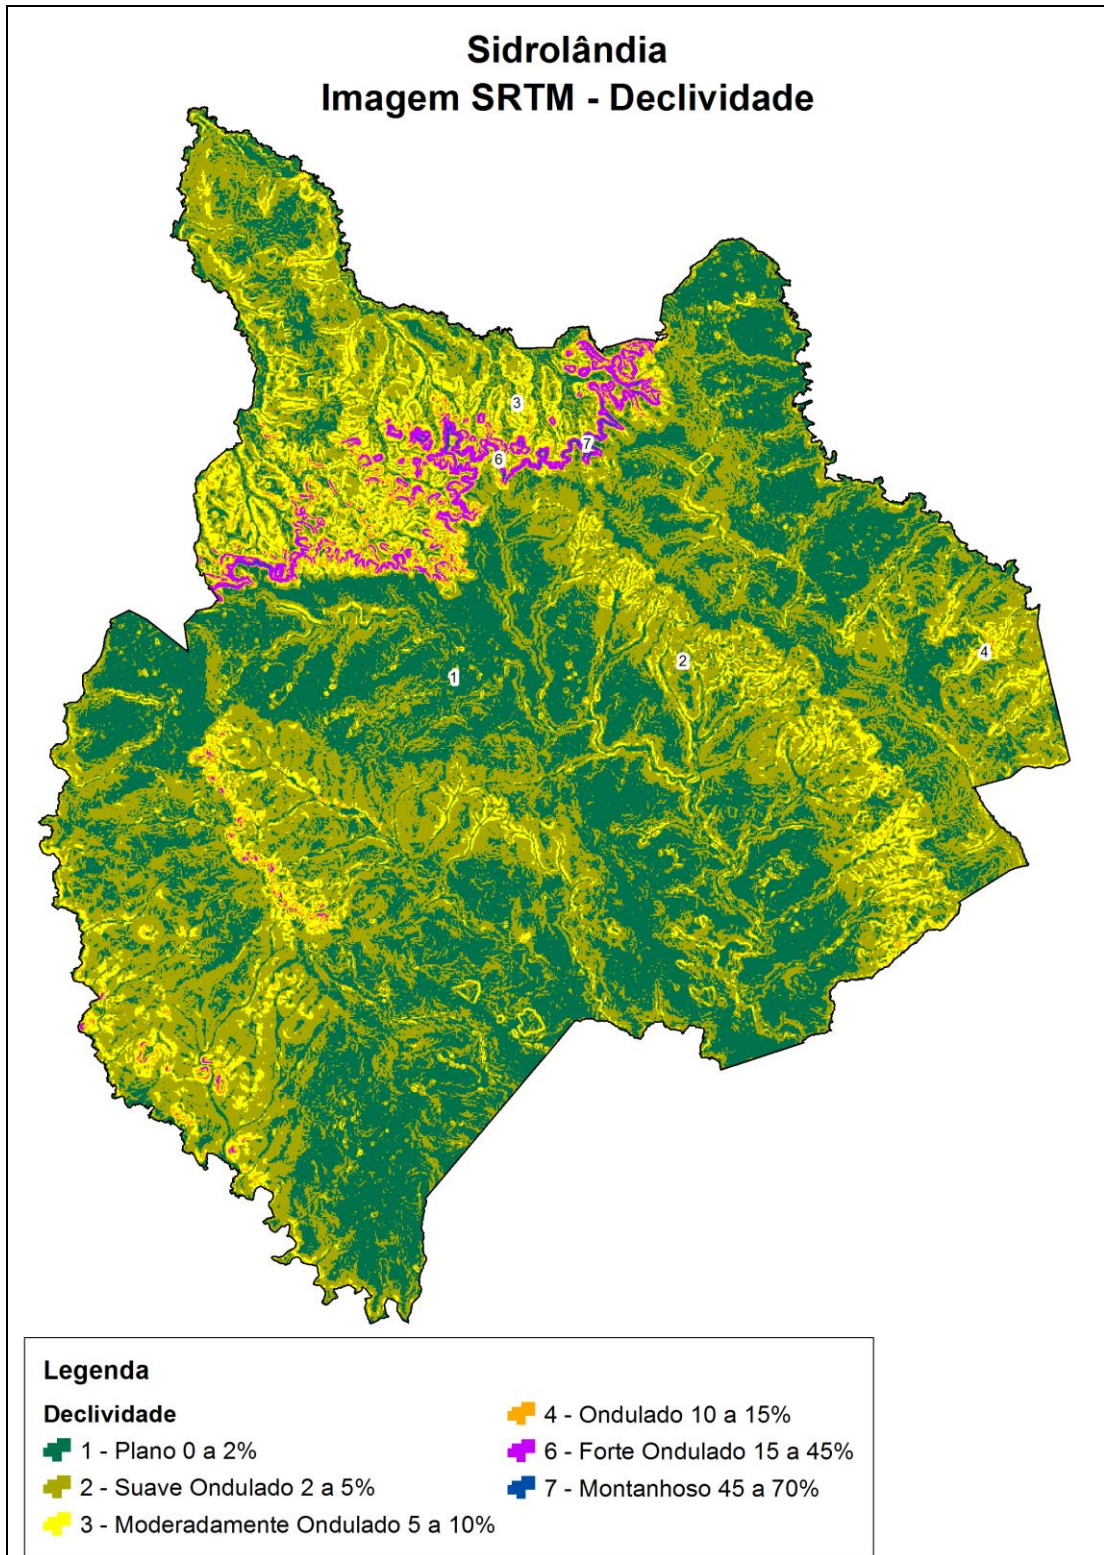 Sidrolândia
Imagem SRTM - Declividade
3
7
6
2
4
1
Legenda
Declividade
1 - Plano 0 a 2%
2 - Suave Ondulado 2 a 5%
3 - Moderadamente Ondulado 5 a 10%
4 - Ondulado 10 a 15%
6 - Forte Ondulado 15 a 45%
7 - Montanhoso 45 a 70%